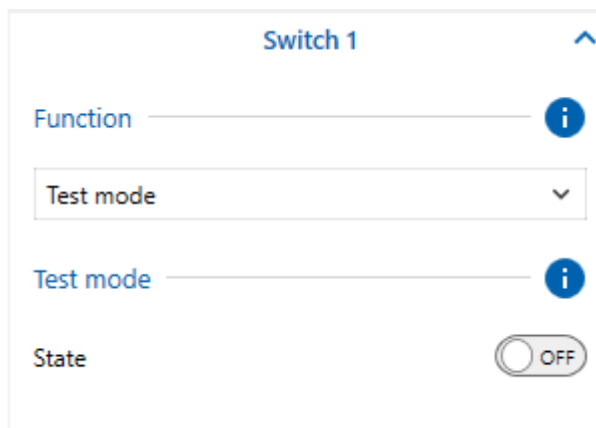 Switch 1
Function
i
Test mode
Test mode
i
State
OFF